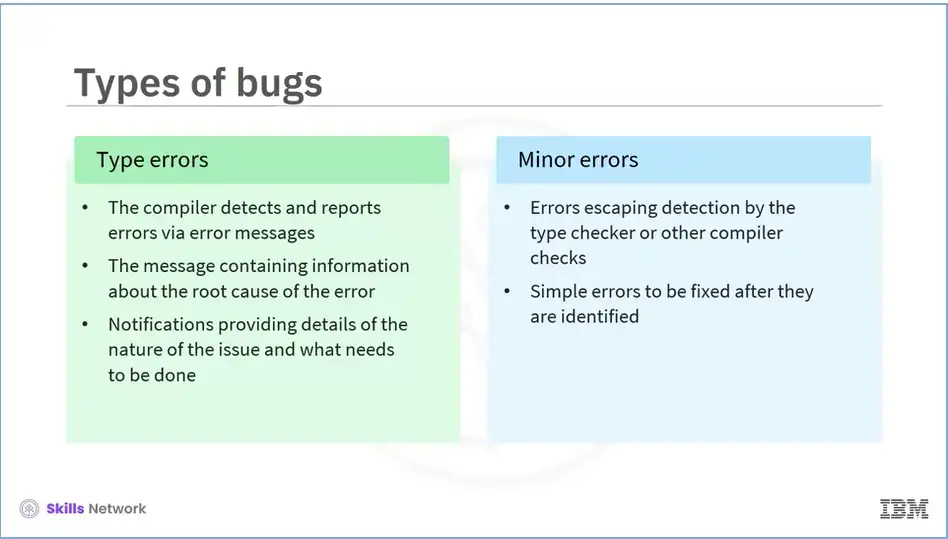 Types of bugs
Type errors
• The compiler detects and reports
errors via error messages
• The message containing information
about the root cause of the error
• Notifications providing details of the
nature of the issue and what needs
to be done
Minor errors
• Errors escaping detection by the
type checker or other compiler
checks
• Simple errors to be fixed after they
are identified
Skills Network
IBM